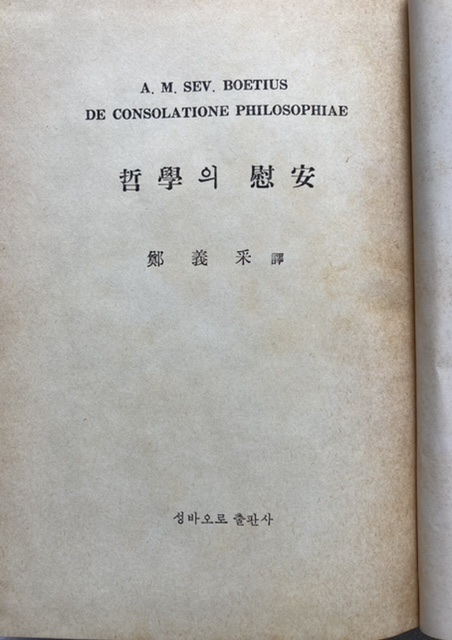 A. M. SEV. BOETIUS
DE CONSOLATIONE PHILOSOPHIAE
哲學의 慰安
鄭義采 譯
성바오로 출판사